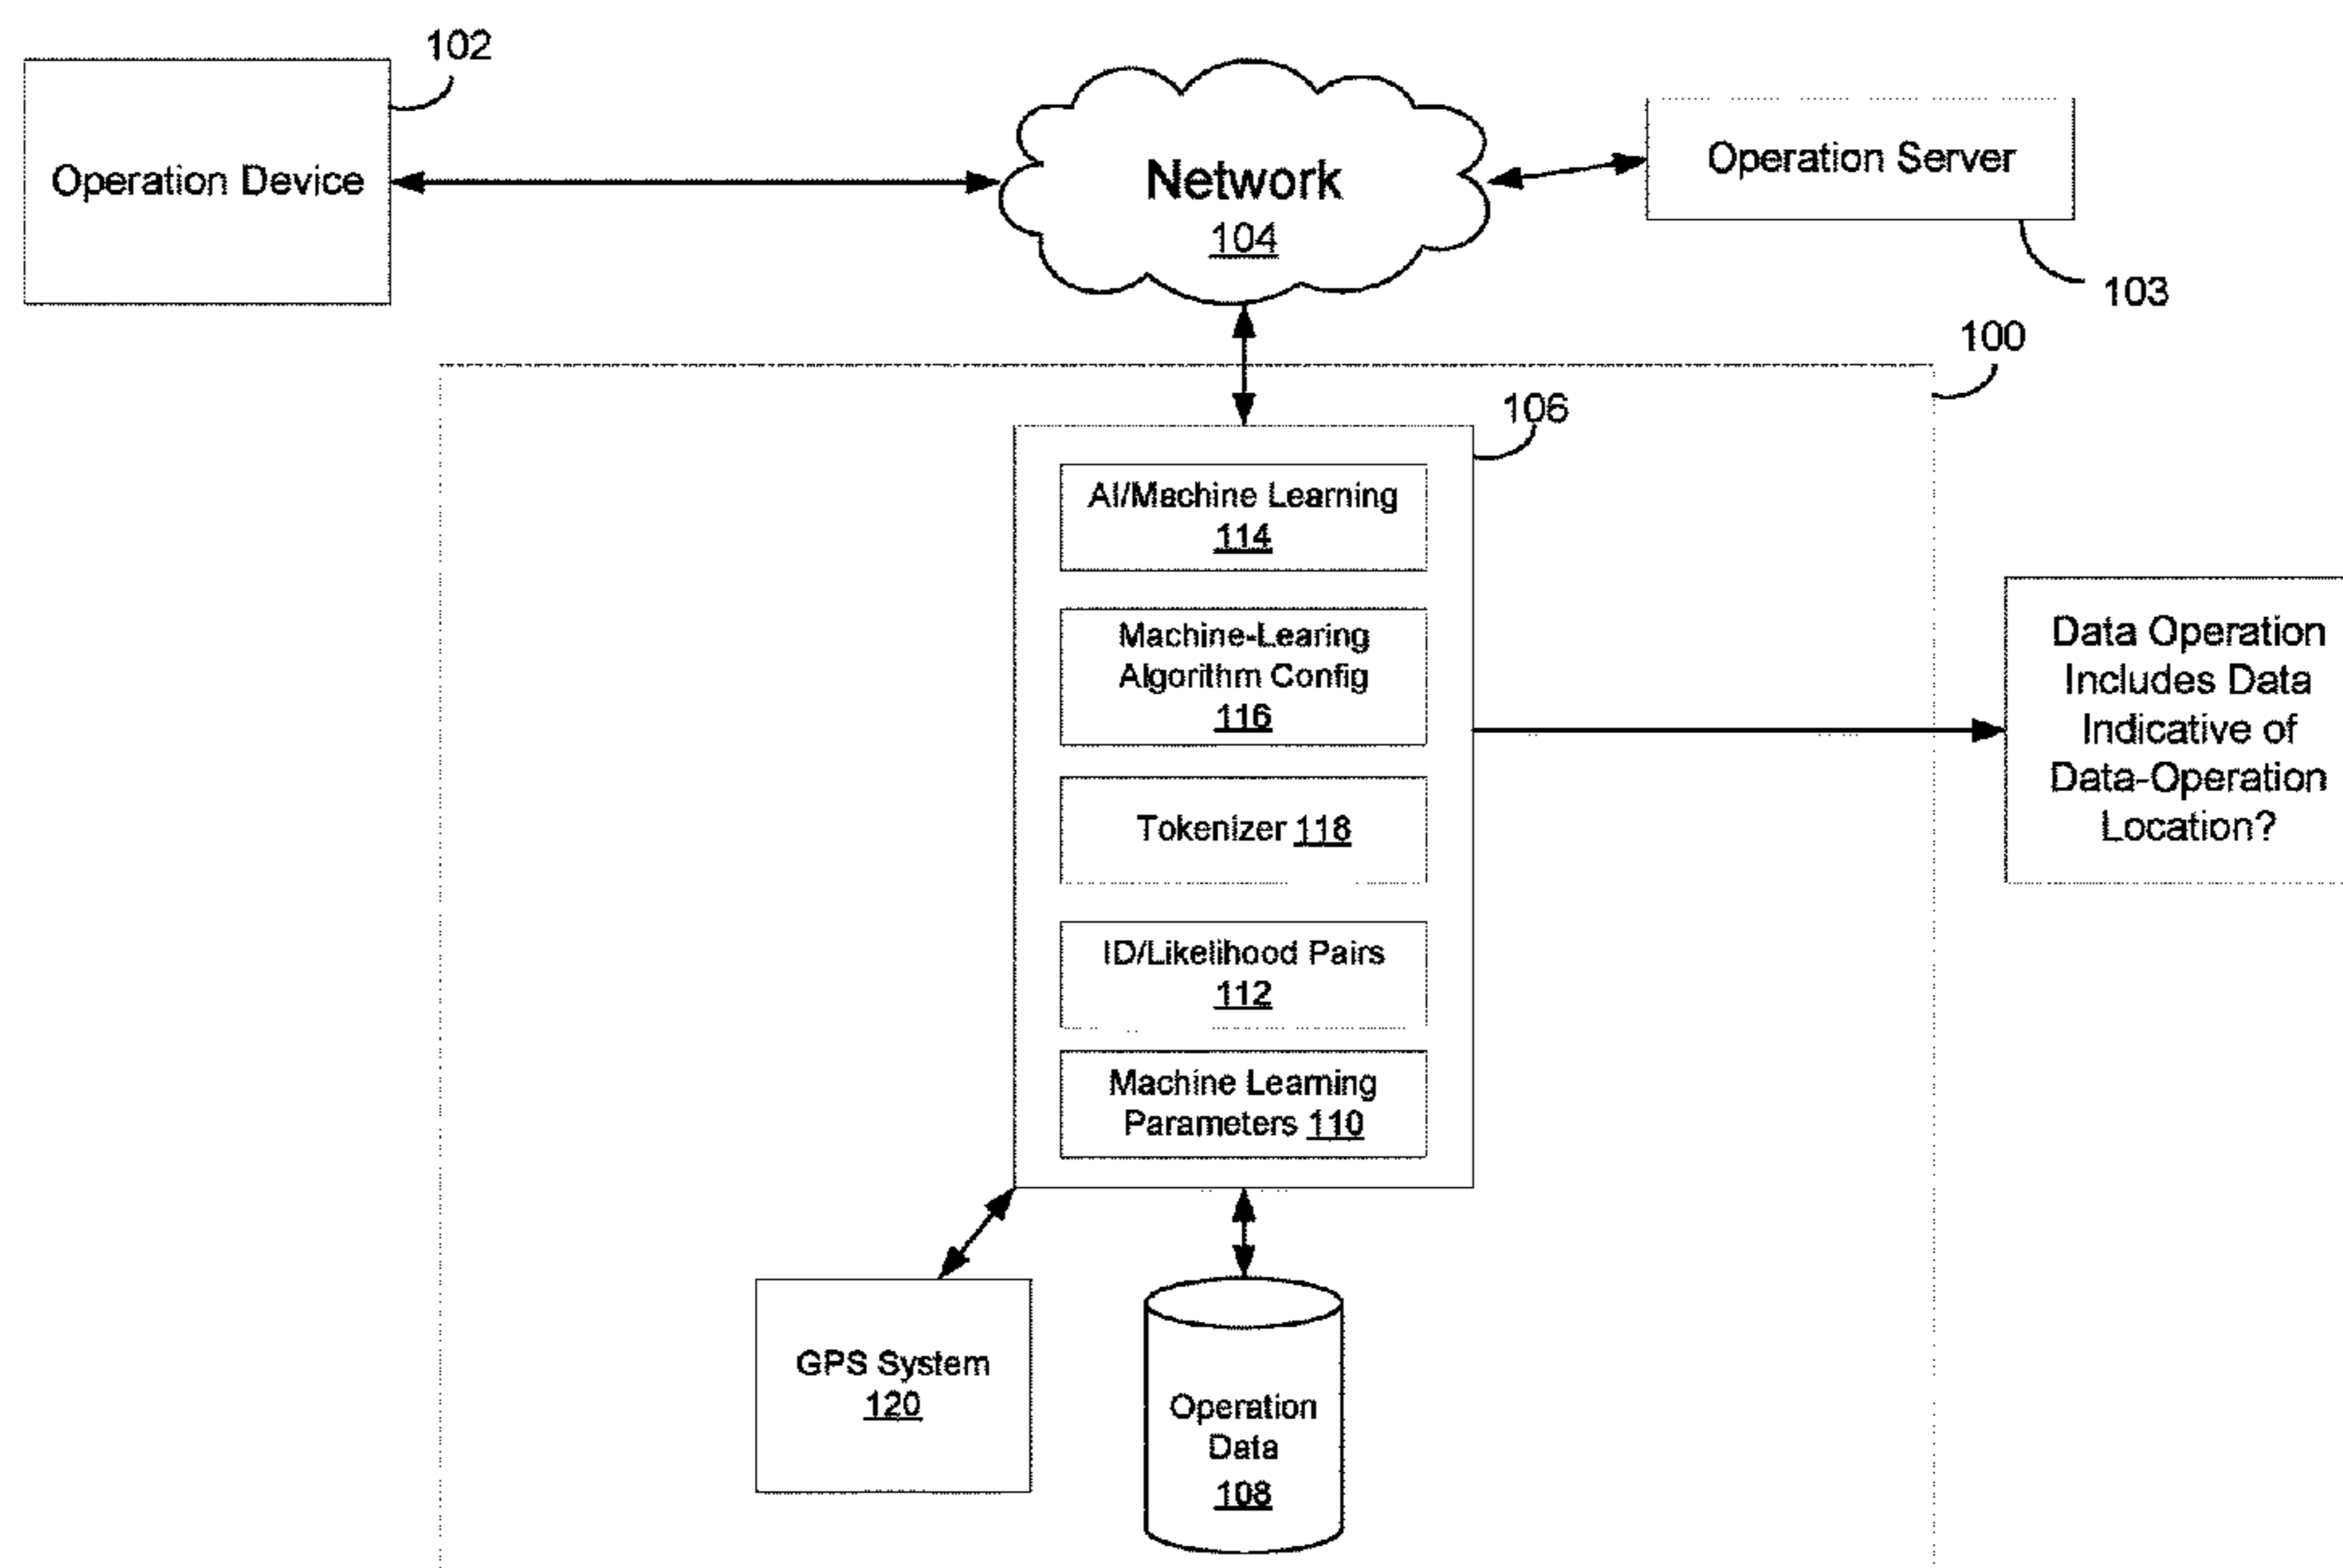 102
Operation Device
Network
104
Operation Server
103
100
106
AI/Machine Learning
114
Machine-Learing
Algorithm Config
116
Tokenizer 118
ID/Likelihood Pairs
112
Machine Learning
Parameters 110
Data Operation
Includes Data
Indicative of
Data-Operation
Location?
GPS System
120
Operation
Data
108